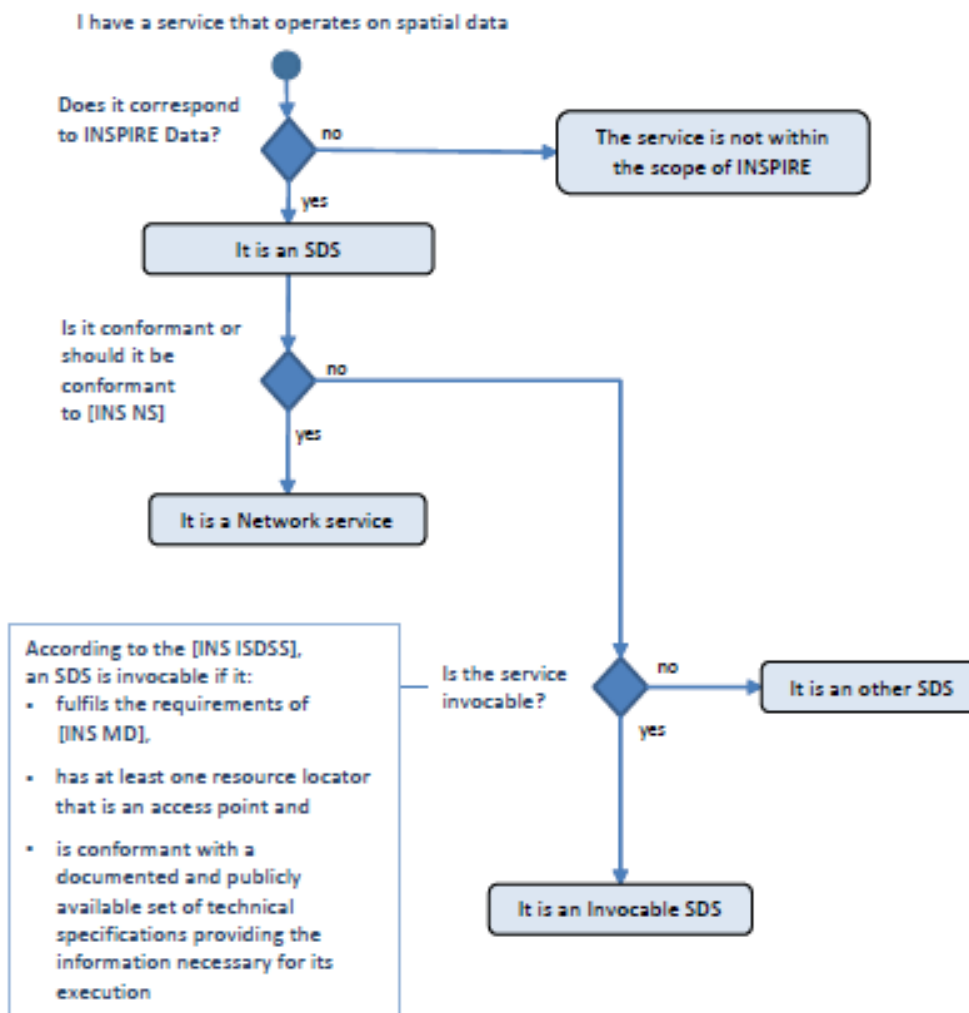 I have a service that operates on spatial data
Does it correspond
to INSPIRE Data?
no
The service is not within
the scope of INSPIRE
yes
It is an SDS
Is it conformant or
should it be
conformant
to [INS NS]
no
yes
It is a Network service
According to the [INS ISDSS],
an SDS is invocable if it:
▪ fulfils the requirements of
[INS MD],
▪ has at least one resource locator
that is an access point and
▪ is conformant with a
documented and publicly
available set of technical
specifications providing the
information necessary for its
execution
Is the service
invocable?
no
It is an other SDS
yes
It is an Invocable SDS